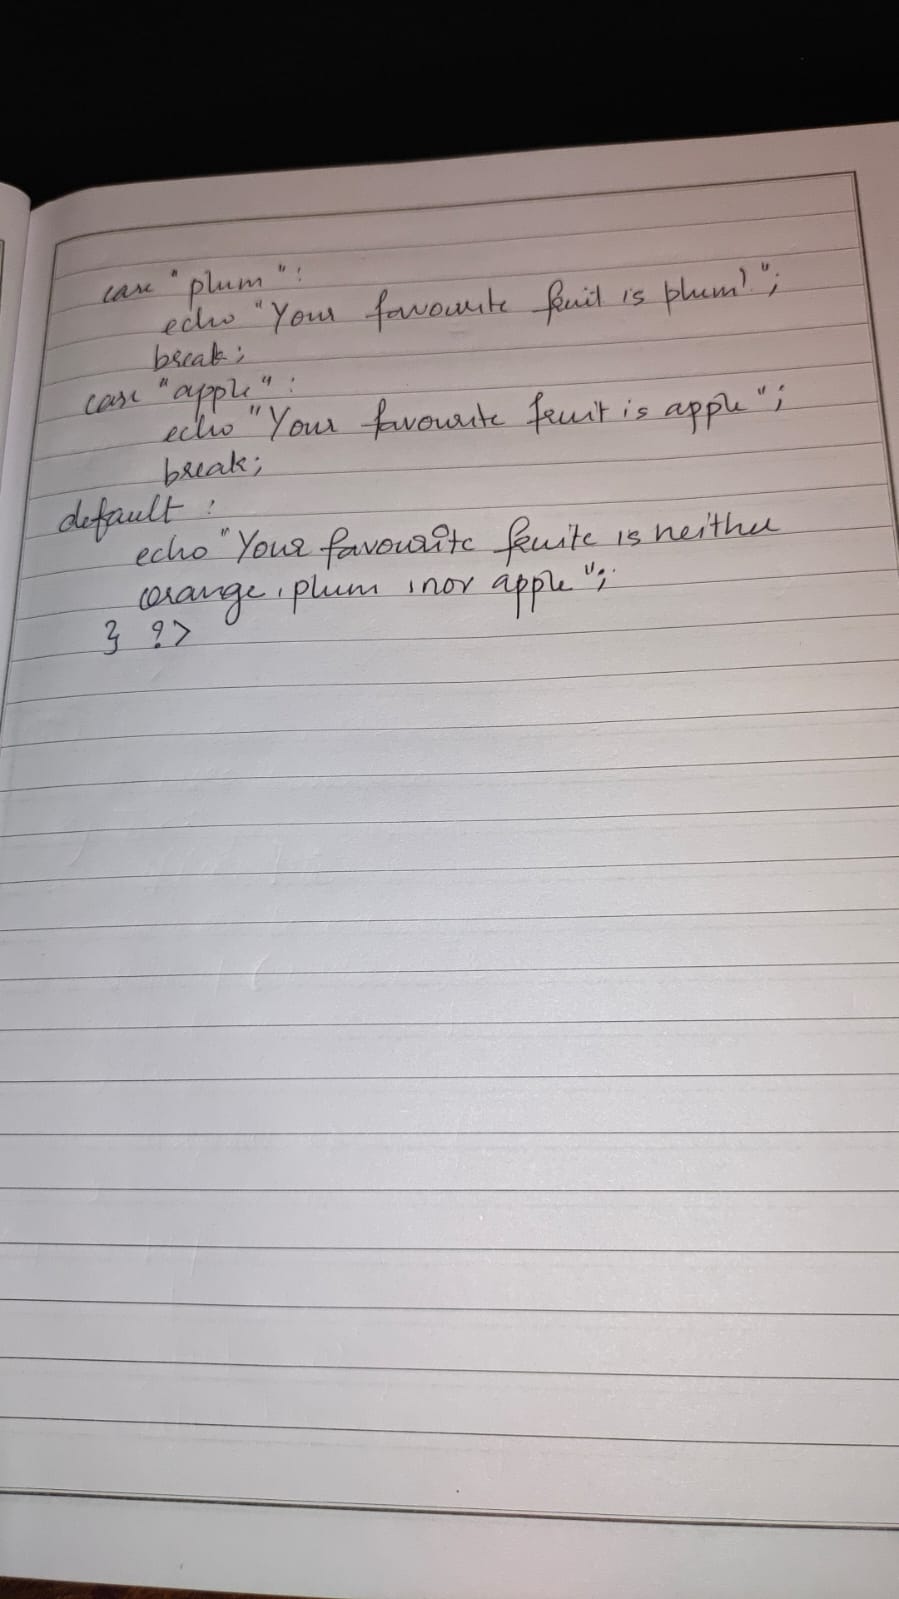 case "plum":
echo "Your favourite fruit is plum!";
break;
case "apple":
echo "Your favourite fruit is apple";
break;
default:
echo "Your favourite fruite is neither
orange, plum, nor apple";
} ?>